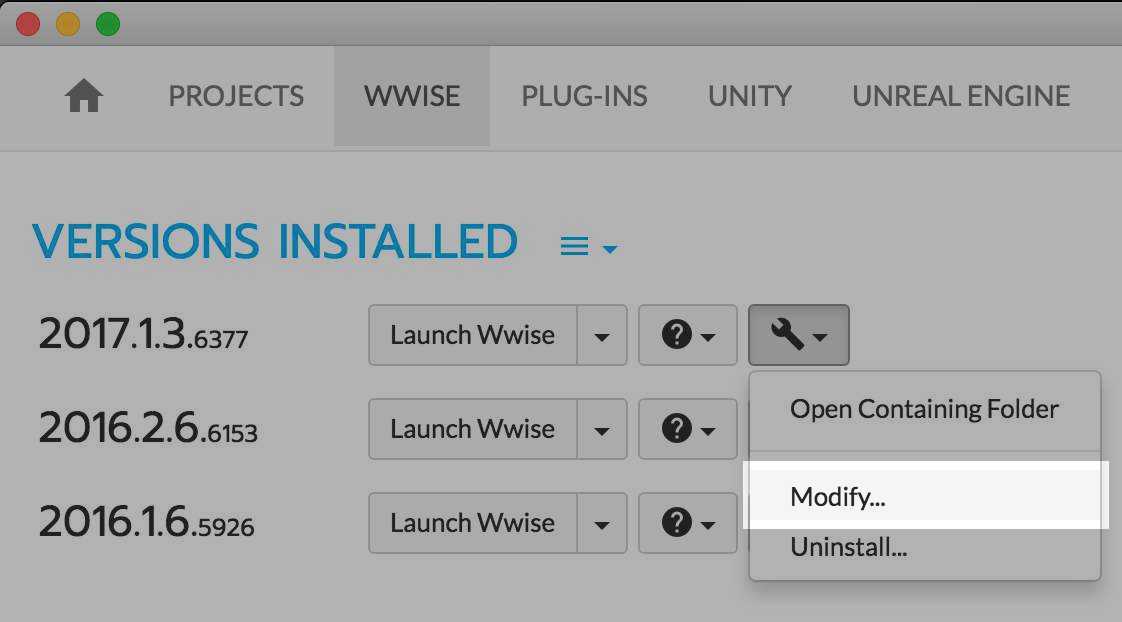 PROJECTS WWISE PLUG-INS UNITY UNREAL ENGINE
VERSIONS INSTALLED
2017.1.3.6377 Launch Wwise ?
Open Containing Folder
2016.2.6.6153 Launch Wwise ?
Modify...
2016.1.6.5926 Launch Wwise ?
Uninstall...